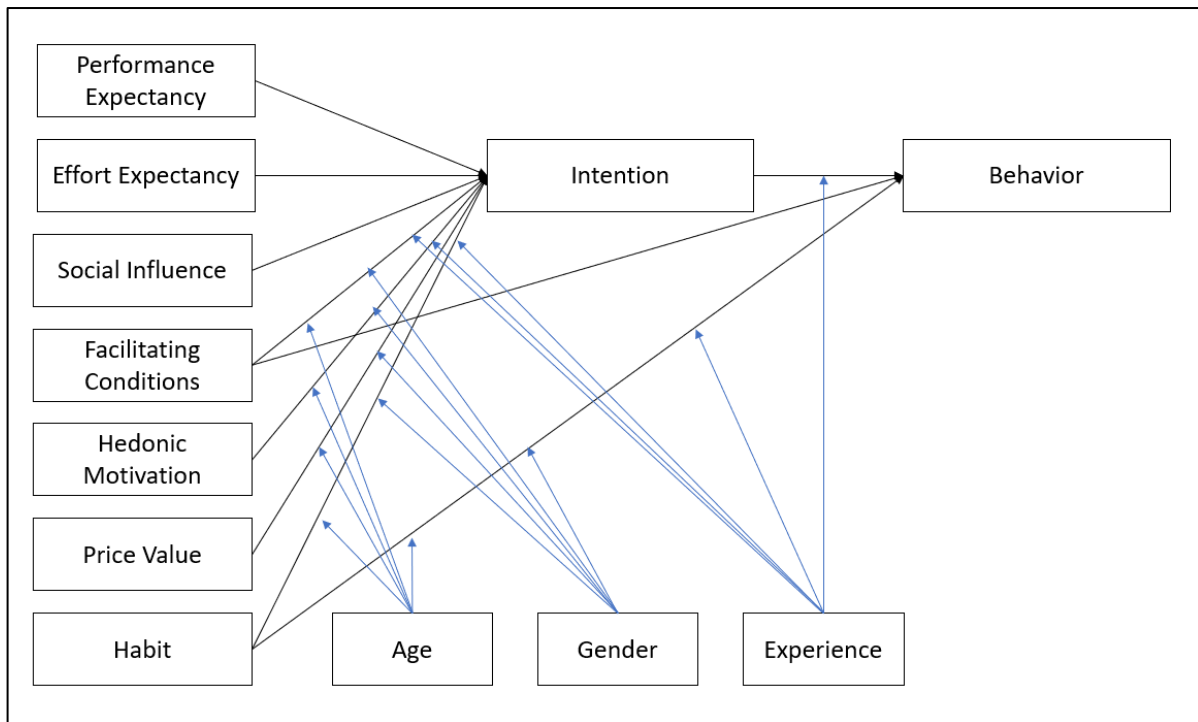 Performance
Expectancy
Effort Expectancy
Intention
Behavior
Social Influence
Facilitating
Conditions
Hedonic
Motivation
Price Value
Habit
Age
Gender
Experience